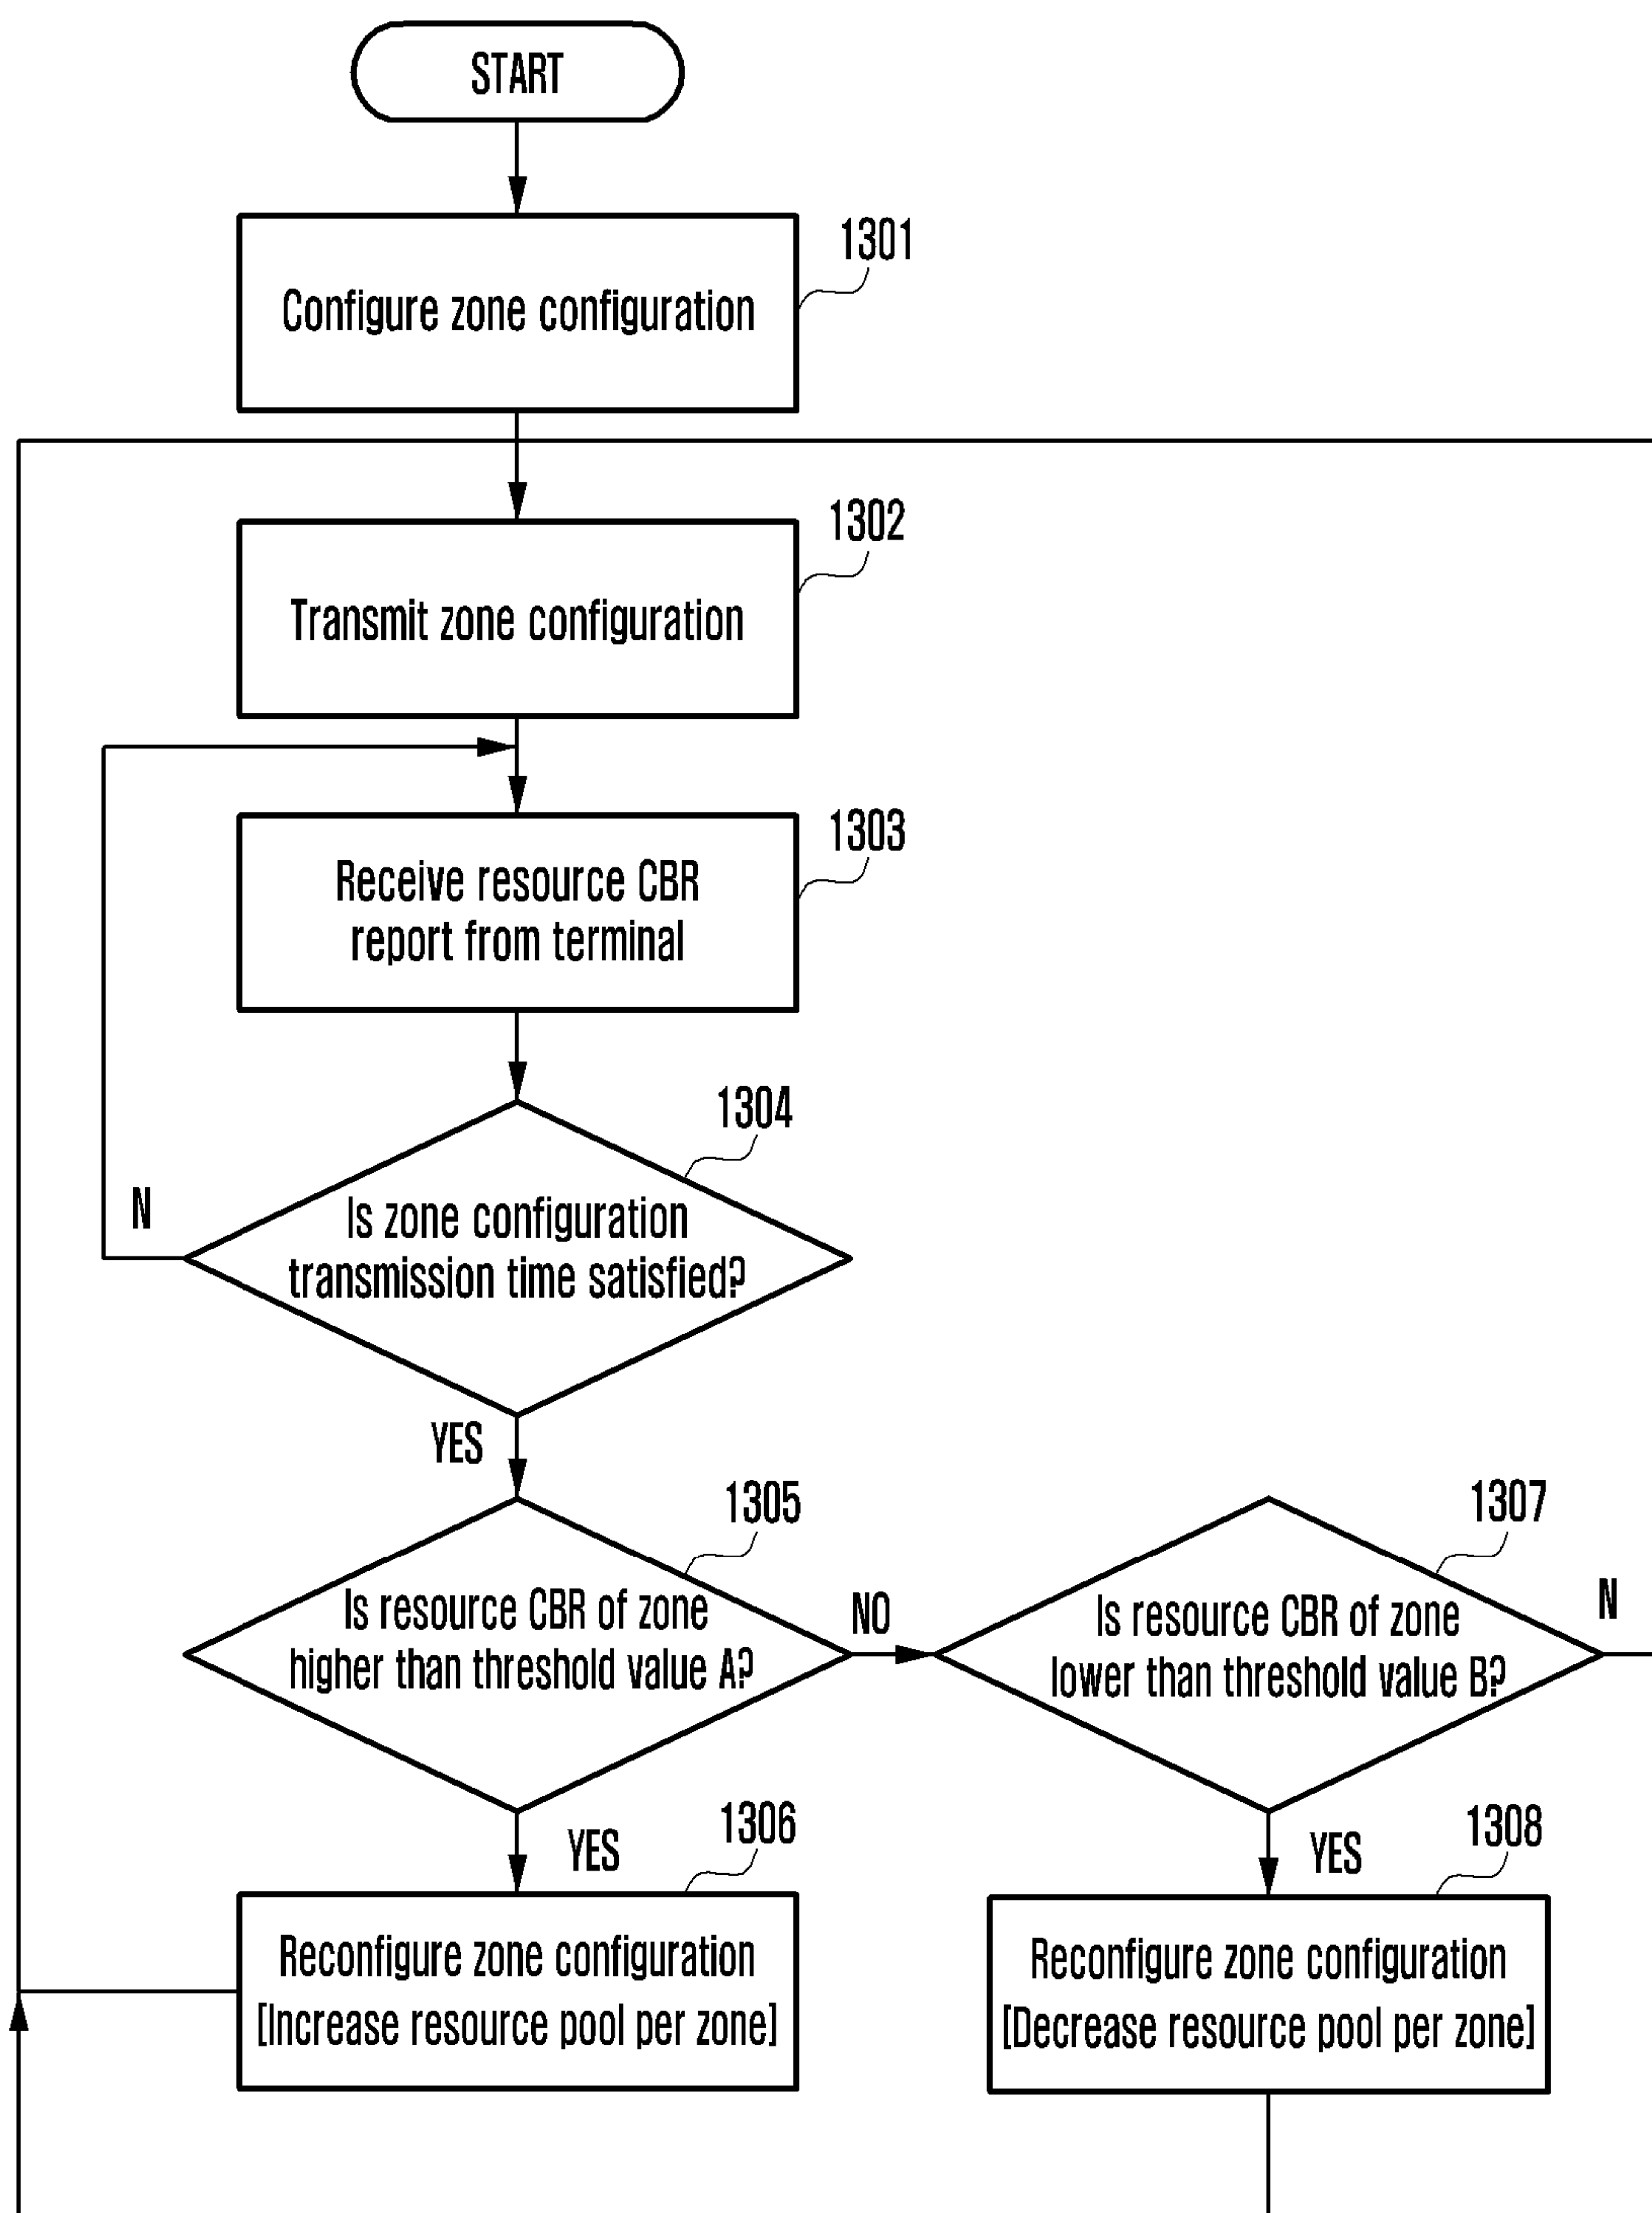 START
1301
Configure zone configuration
1302
Transmit zone configuration
1303
Receive resource CBR
report from terminal
1304
N
Is zone configuration
transmission time satisfied?
YES
1305
Is resource CBR of zone
higher than threshold value A?
NO
1307
Is resource CBR of zone
lower than threshold value B?
N
YES
1306
Reconfigure zone configuration
[Increase resource pool per zone]
YES
1308
Reconfigure zone configuration
[Decrease resource pool per zone]